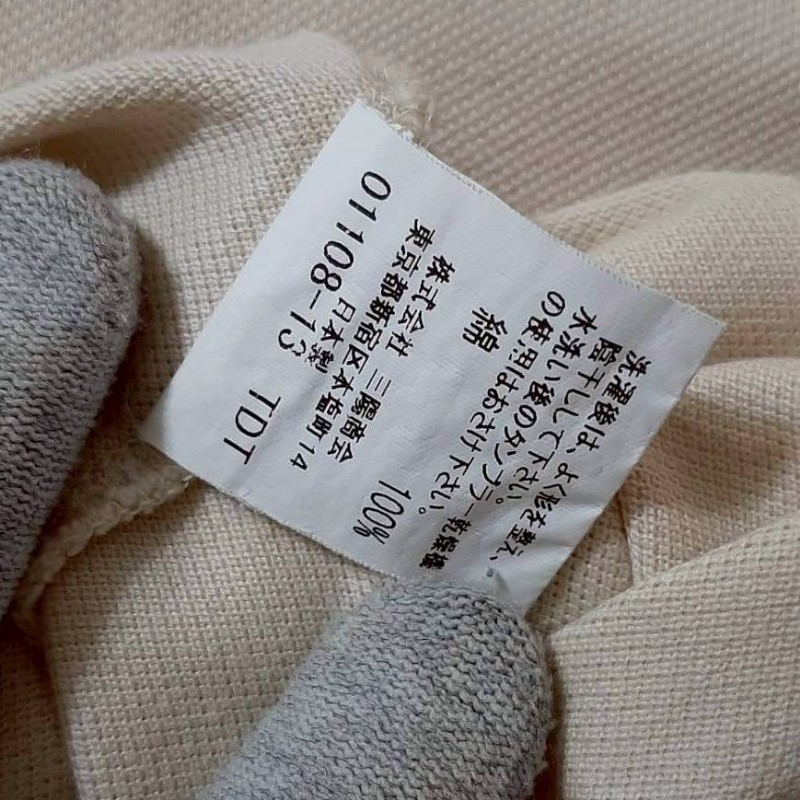 洗濯後は、よく形を整え、
陰干しして下さい。
水洗い後のタンブラー乾燥機
の使用はおさけ下さい。
綿 100%
株式会社 三陽商会
東京都新宿区本塩町14
日本製
01108-13 TDT